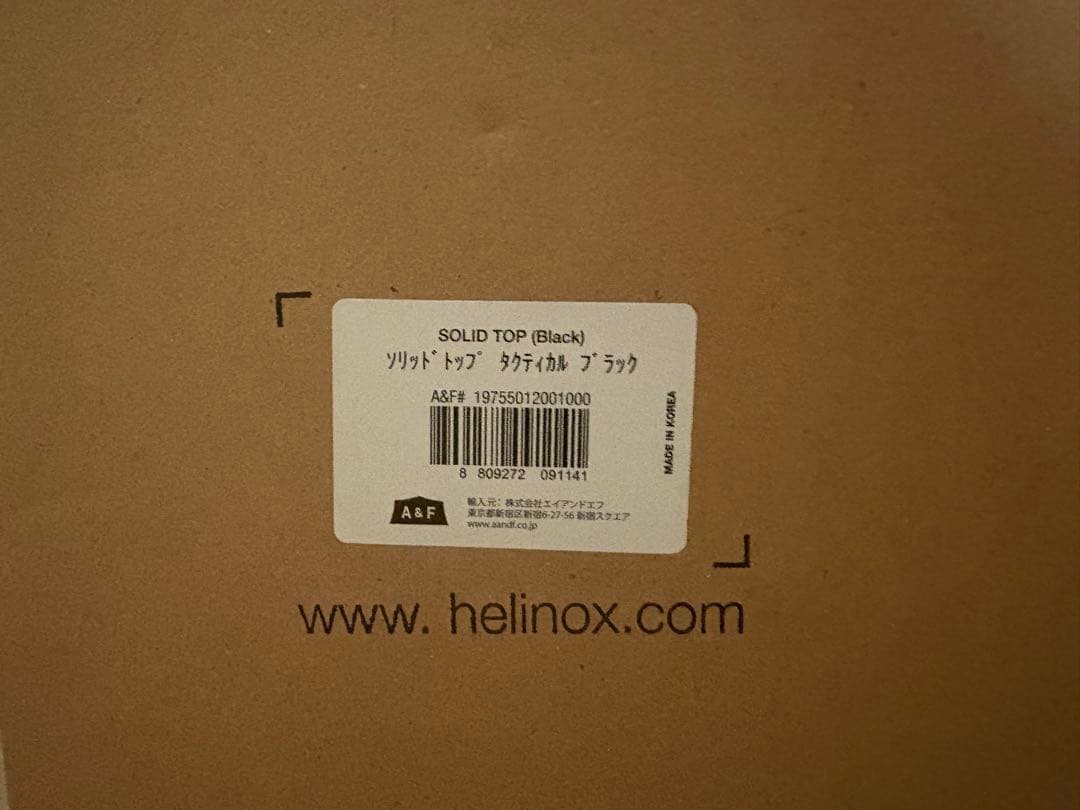 SOLID TOP (Black)
ｿﾘｯﾄﾞﾄｯﾌﾟ ﾀｸﾃｨｶﾙ ﾌﾞﾗｯｸ
A&F# 19755012001000
8 809272 091141
MADE IN KOREA
A & F
輸入元: 株式会社エイアンドエフ
東京都新宿区新宿6-27-56 新宿スクエア
www.aandf.co.jp
www. helinox.com